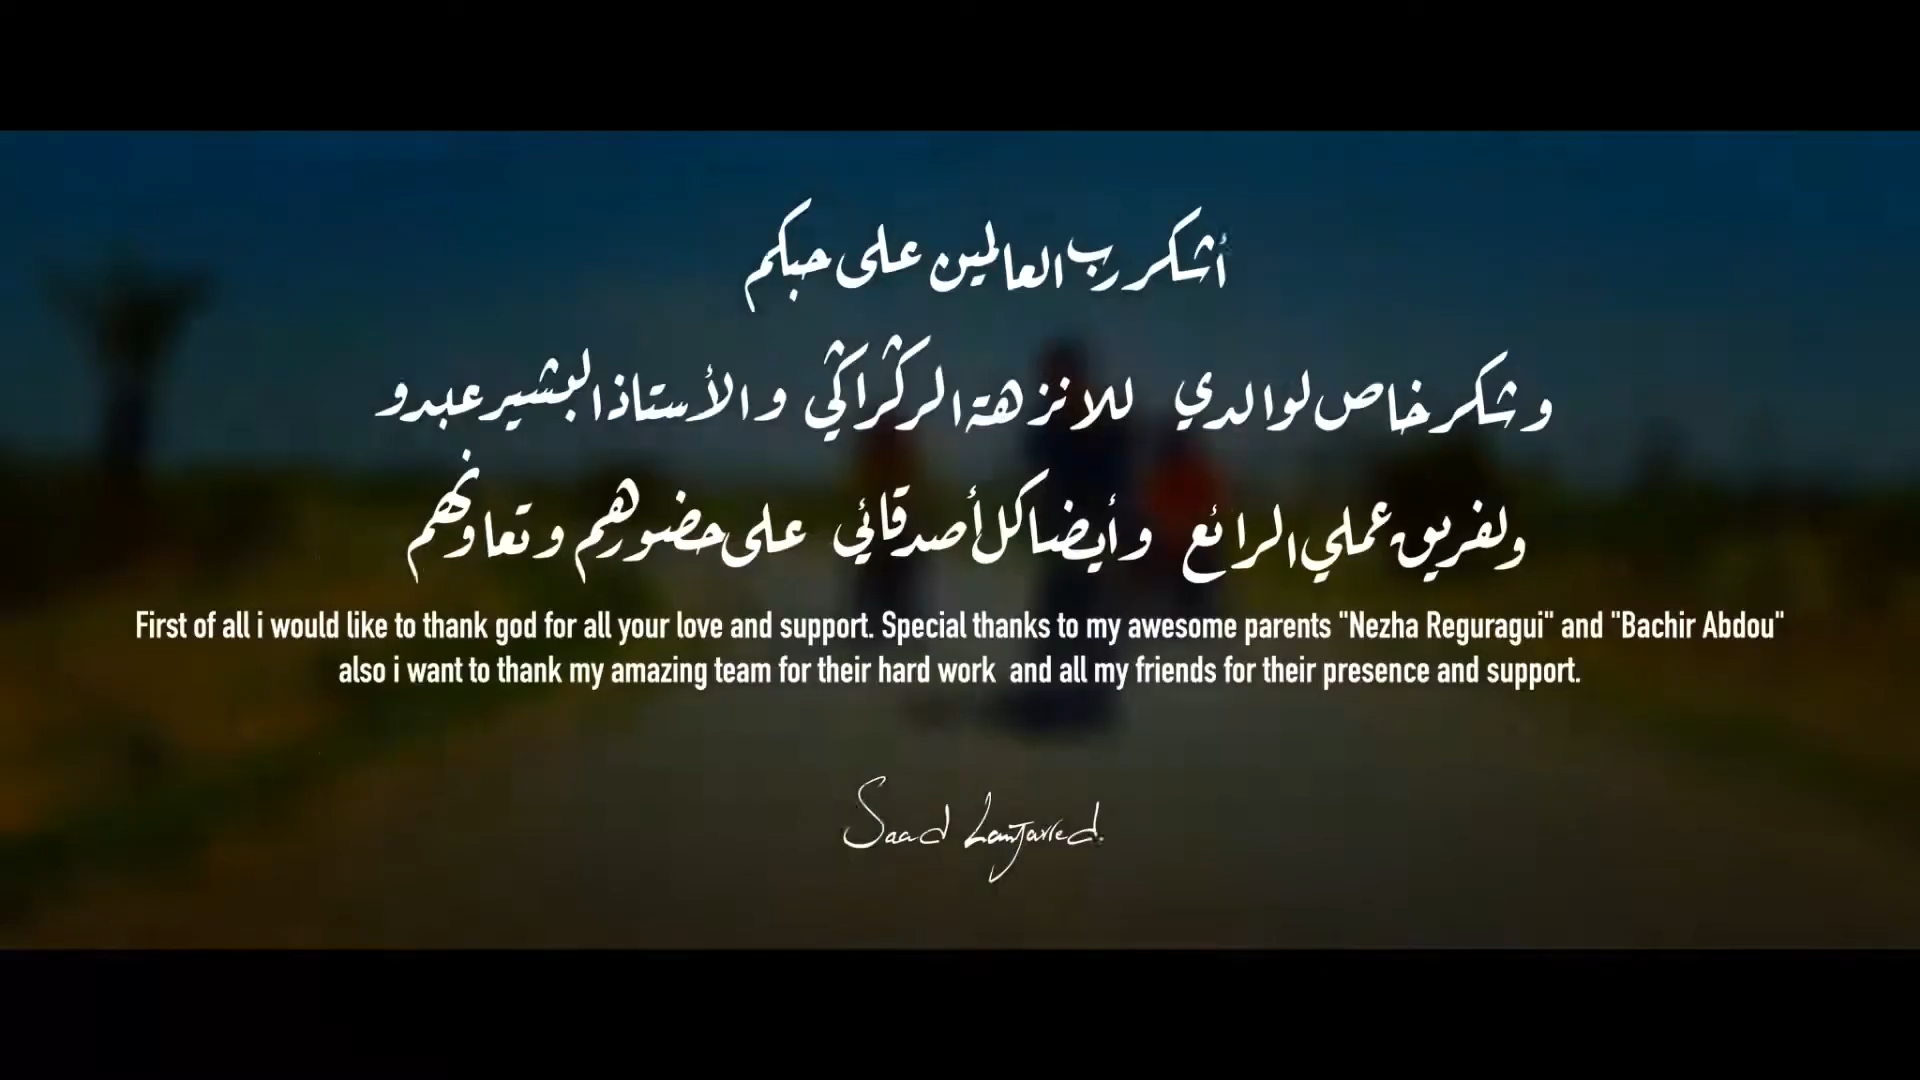 أشكر رب العالمين على حبكم
وشكر خاص لوالدي للا نزهة الرڭراڭي والأستاذ البشير عبدو
ولفريق عملي الرائع وأيضا كل أصدقائي على حضورهم وتعاونهم
First of all i would like to thank god for all your love and support. Special thanks to my awesome parents "Nezha Reguragui" and "Bachir Abdou"
also i want to thank my amazing team for their hard work  and all my friends for their presence and support.
Saad Lamjarred